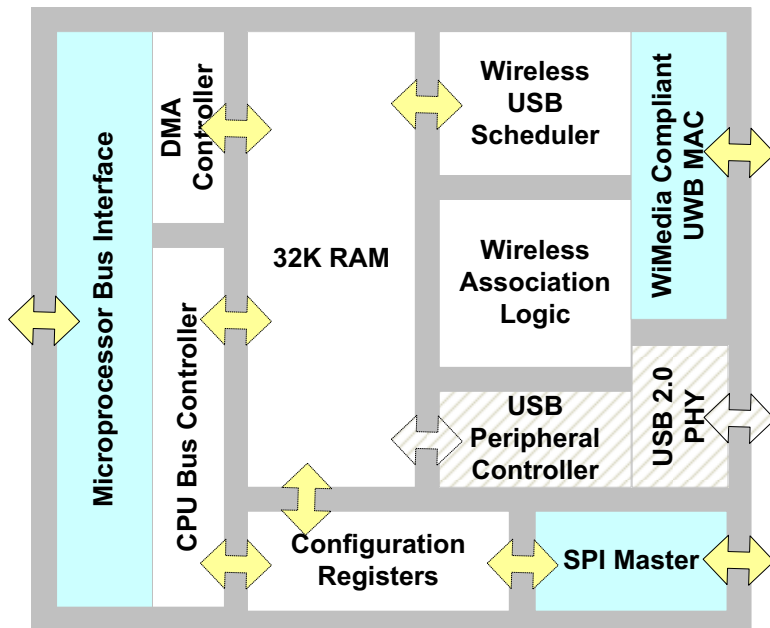 Microprocessor Bus Interface
DMA
Controller
CPU Bus Controller
32K RAM
Wireless
USB
Scheduler
Wireless
Association
Logic
USB
Peripheral
Controller
WiMedia Compliant
UWB MAC
USB 2.0
PHY
Configuration
Registers
SPI Master